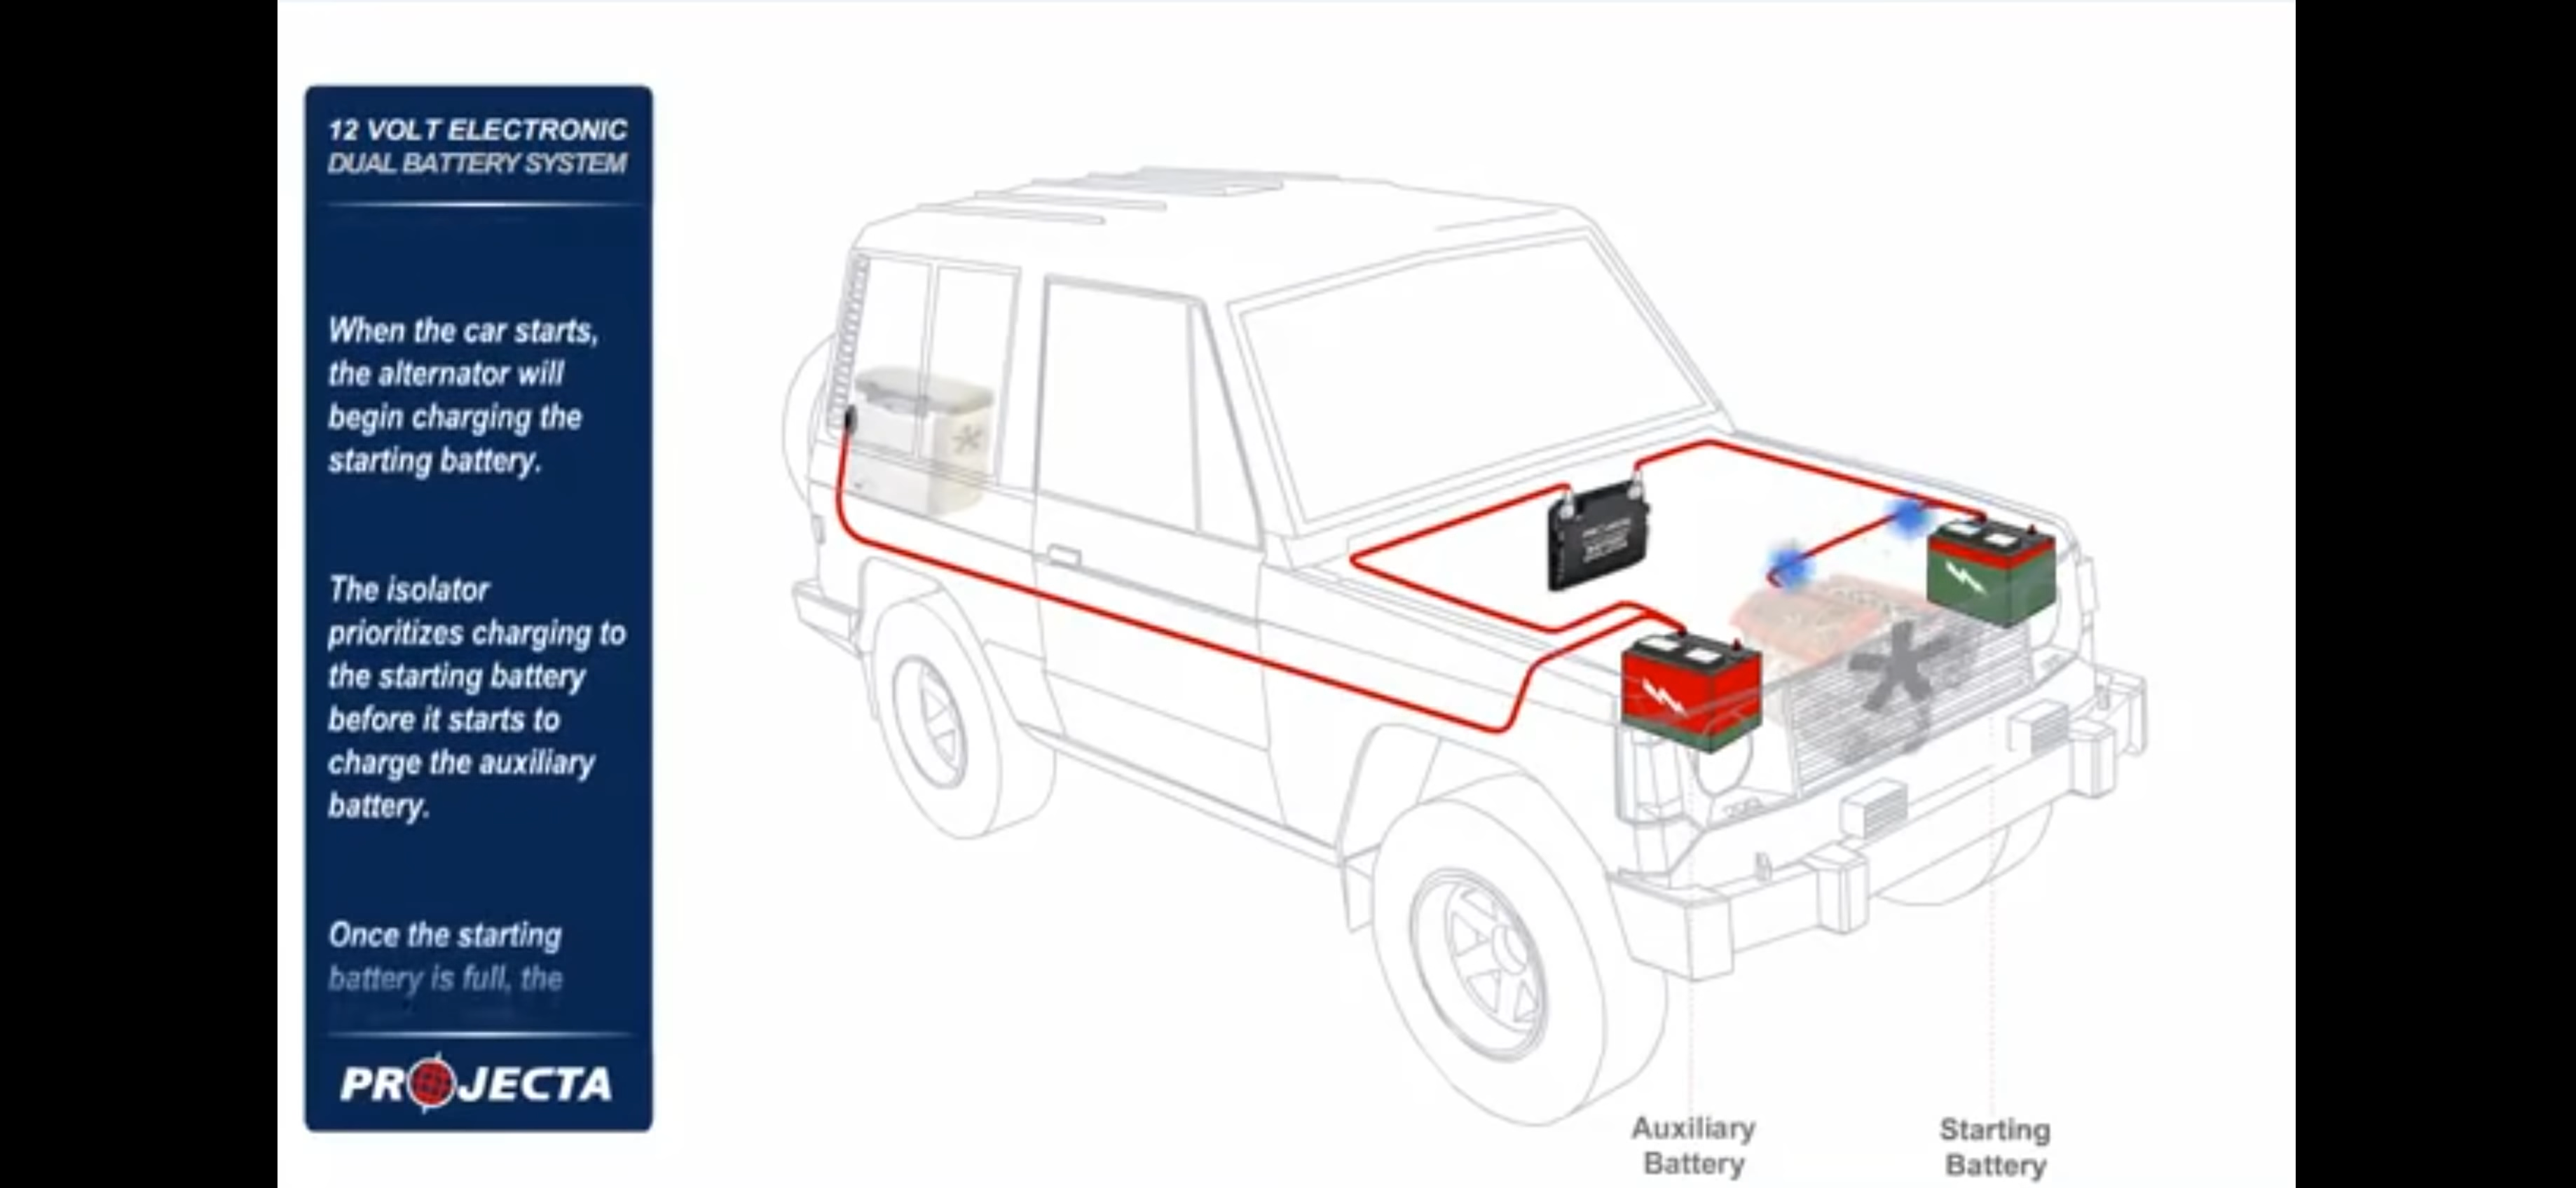 12 VOLT ELECTRONIC
DUAL BATTERY SYSTEM
When the car starts,
the alternator will
begin charging the
starting battery.
The isolator
prioritizes charging to
the starting battery
before it starts to
charge the auxiliary
battery.
Once the starting
battery is full, the
PROJECTA
Auxiliary
Battery
Starting
Battery